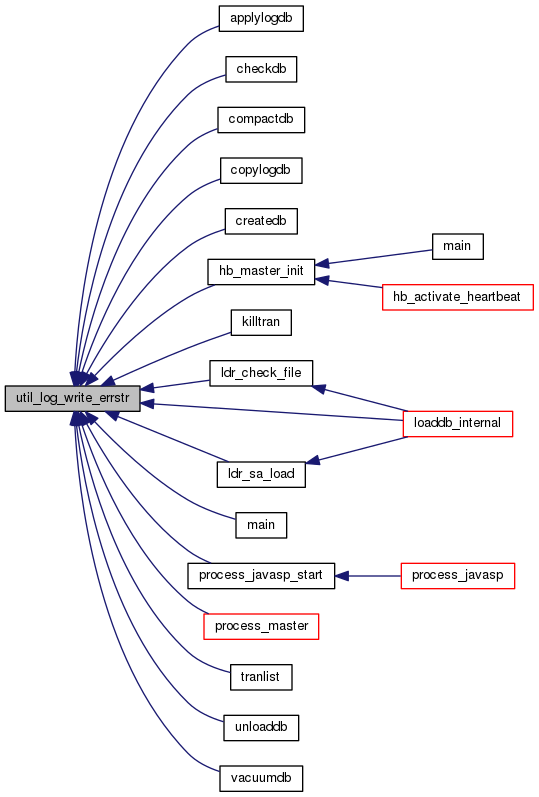 applylogdb
checkdb
compactdb
copylogdb
createdb
main
hb_master_init
hb_activate_heartbeat
killtran
ldr_check_file
util_log_write_errstr
loaddb_internal
ldr_sa_load
main
process_javasp_start
process_javasp
process_master
tranlist
unloaddb
vacuumdb